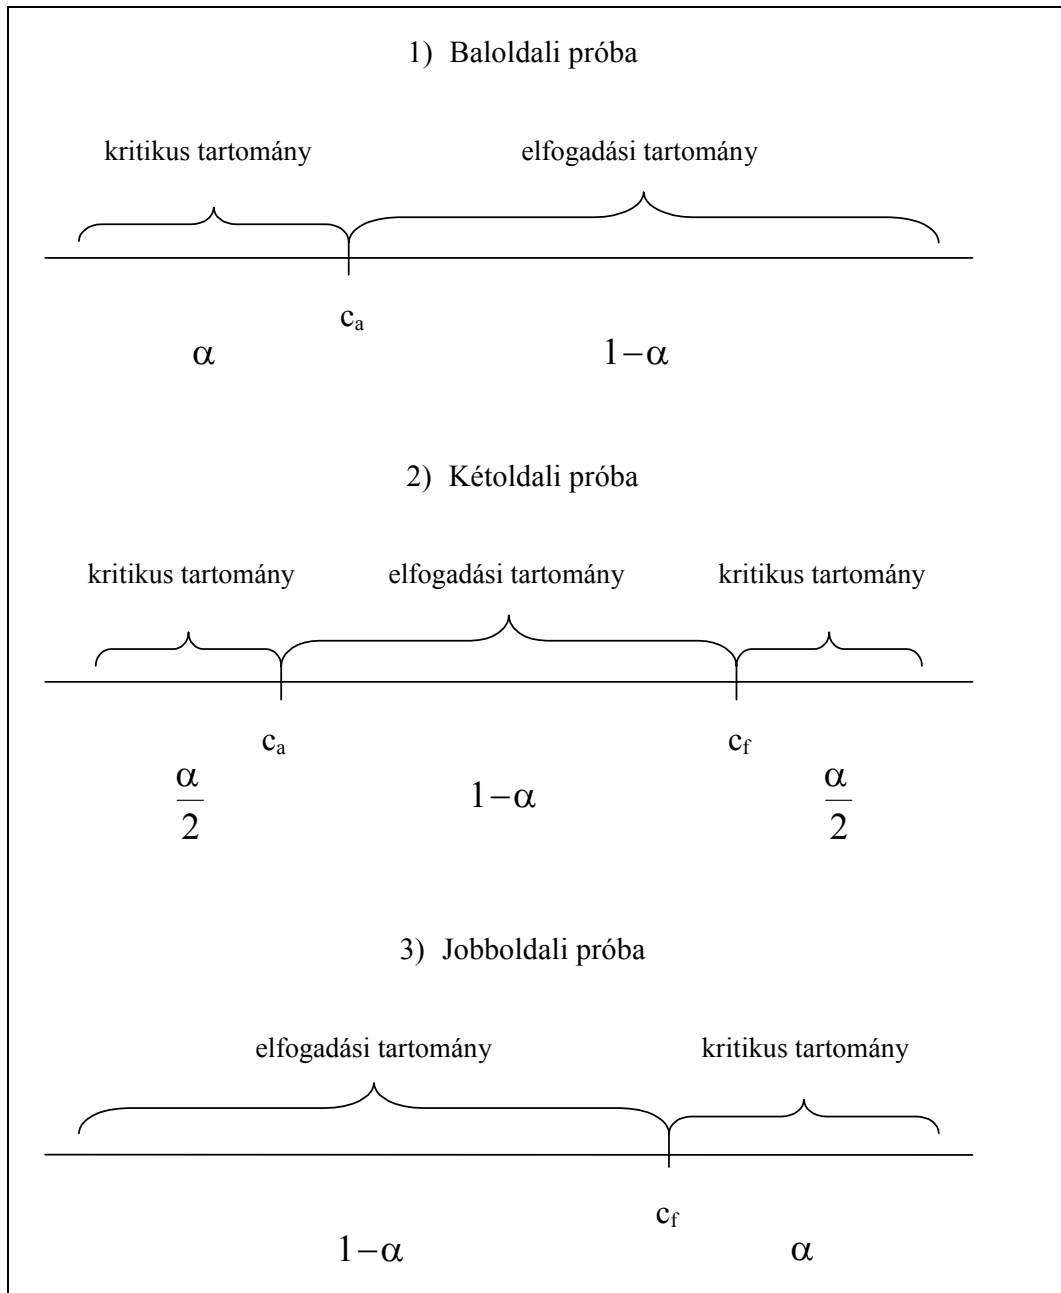 1) Baloldali próba
kritikus tartomány elfogadási tartomány
cₐ
α 1−α
2) Kétoldali próba
kritikus tartomány elfogadási tartomány kritikus tartomány
cₐ c_f
α/2 1−α α/2
3) Jobboldali próba
elfogadási tartomány kritikus tartomány
c_f
1−α α